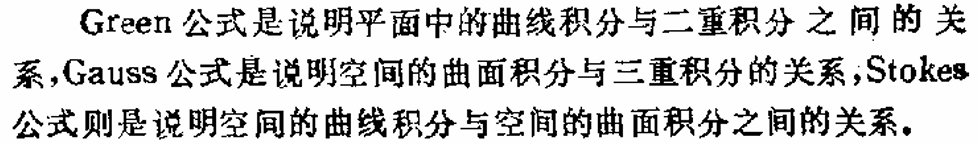 Green 公式是说明平面中的曲线积分与二重积分之间的关
系,Gauss 公式是说明空间的曲面积分与三重积分的关系,Stokes
公式则是说明空间的曲线积分与空间的曲面积分之间的关系。